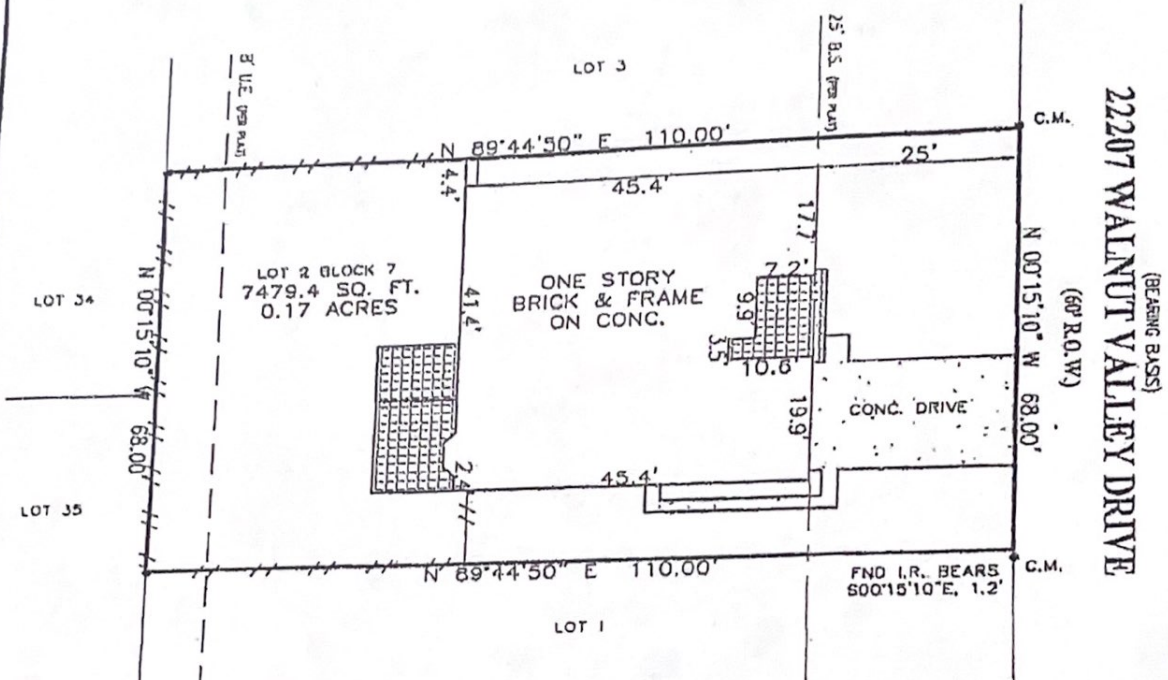 LOT 3
8' U.E. (PER PLAT)
25' B.S. (PER PLAT)
C.M.
N 89°44'50" E 110.00'
25'
4.4'
45.4'
17.7'
7.2'
9.9'
3.5
10.6'
19.9
LOT 2 BLOCK 7
7479.4 SQ. FT.
0.17 ACRES
ONE STORY
BRICK & FRAME
ON CONC.
41.4'
LOT 34
N 00°15'10" W 68.00'
LOT 35
CONC. DRIVE
N 00°15'10" W 68.00'
(60' R.O.W.)
22207 WALNUT VALLEY DRIVE
(BEARING BASIS)
45.4'
N 89°44'50" E 110.00'
FND I.R. BEARS
S00°15'10"E, 1.2'
C.M.
LOT 1